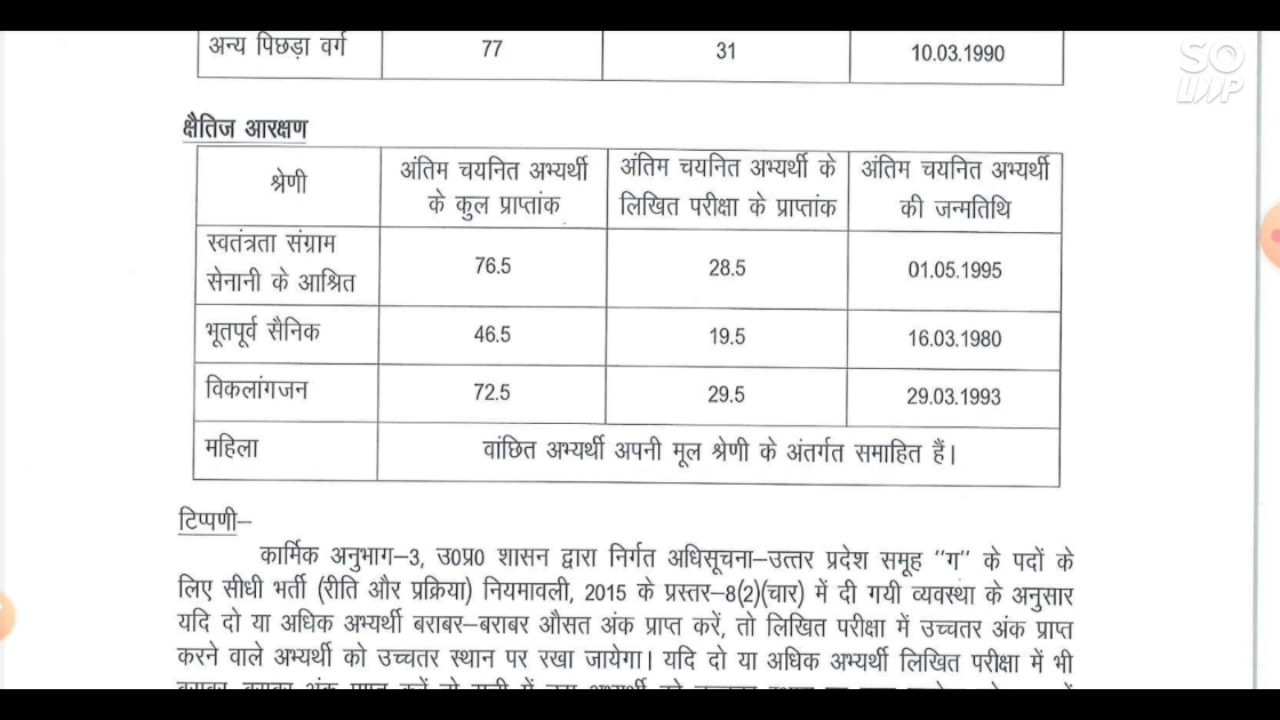 अन्य पिछड़ा वर्ग 77 31 10.03.1990
SO
LMP
क्षैतिज आरक्षण
श्रेणी
अंतिम चयनित अभ्यर्थी
के कुल प्राप्तांक
अंतिम चयनित अभ्यर्थी के
लिखित परीक्षा के प्राप्तांक
अंतिम चयनित अभ्यर्थी
की जन्मतिथि
स्वतंत्रता संग्राम
सेनानी के आश्रित
76.5 28.5 01.05.1995
भूतपूर्व सैनिक 46.5 19.5 16.03.1980
विकलांगजन 72.5 29.5 29.03.1993
महिला वांछित अभ्यर्थी अपनी मूल श्रेणी के अंतर्गत समाहित हैं।
टिप्पणी–
कार्मिक अनुभाग–3, उ0प्र0 शासन द्वारा निर्गत अधिसूचना–उत्तर प्रदेश समूह "ग" के पदों के
लिए सीधी भर्ती (रीति और प्रक्रिया) नियमावली, 2015 के प्रस्तर–8(2)(चार) में दी गयी व्यवस्था के अनुसार
यदि दो या अधिक अभ्यर्थी बराबर–बराबर औसत अंक प्राप्त करें, तो लिखित परीक्षा में उच्चतर अंक प्राप्त
करने वाले अभ्यर्थी को उच्चतर स्थान पर रखा जायेगा। यदि दो या अधिक अभ्यर्थी लिखित परीक्षा में भी